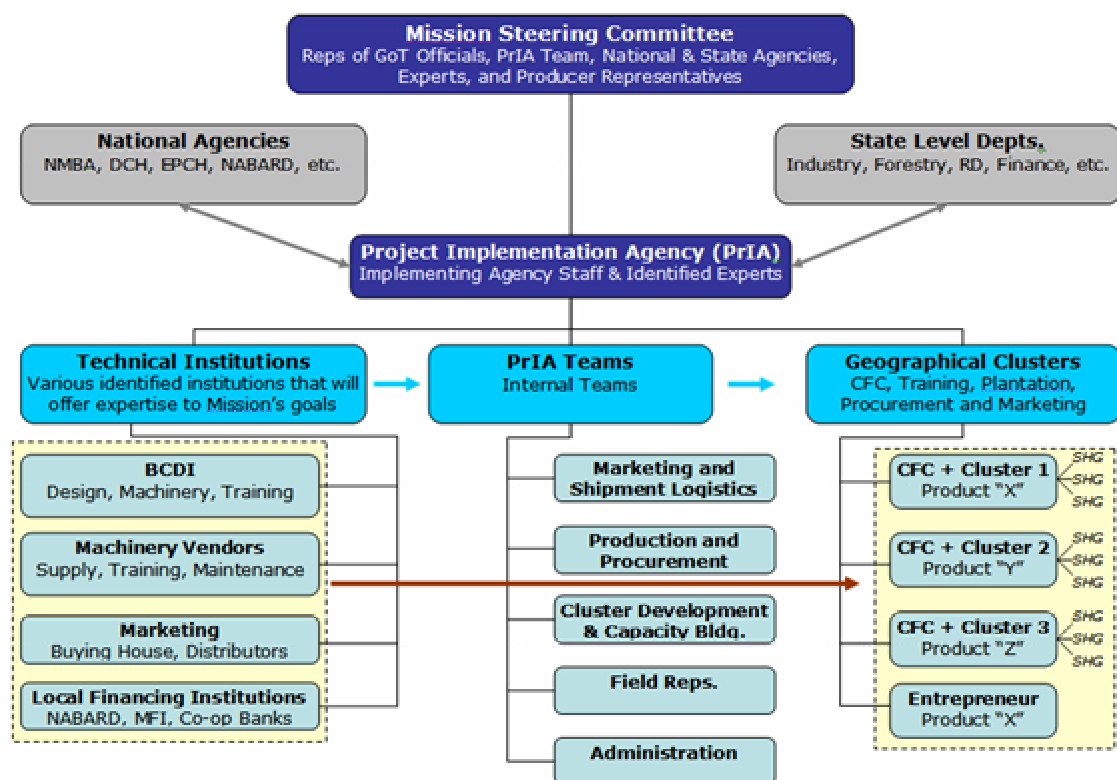 Mission Steering Committee
Reps of GoT Officials, PrIA Team, National & State Agencies,
Experts, and Producer Representatives
National Agencies
NMBA, DCH, EPCH, NABARD, etc.
State Level Depts.
Industry, Forestry, RD, Finance, etc.
Project Implementation Agency (PrIA)
Implementing Agency Staff & Identified Experts
Technical Institutions
Various identified institutions that will
offer expertise to Mission's goals
PrIA Teams
Internal Teams
Geographical Clusters
CFC, Training, Plantation,
Procurement and Marketing
BCDI
Design, Machinery, Training
Machinery Vendors
Supply, Training, Maintenance
Marketing
Buying House, Distributors
Local Financing Institutions
NABARD, MFI, Co-op Banks
Marketing and
Shipment Logistics
Production and
Procurement
Cluster Development
& Capacity Bldg.
Field Reps.
Administration
CFC + Cluster 1
Product "X"
SHG
SHG
SHG
CFC + Cluster 2
Product "Y"
SHG
SHG
SHG
CFC + Cluster 3
Product "Z"
SHG
SHG
SHG
Entrepreneur
Product "X"